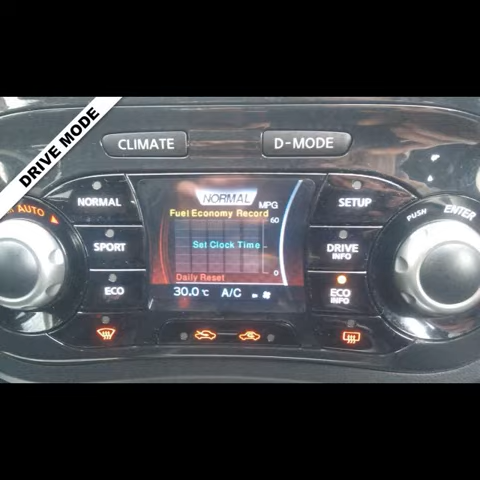 DRIVE MODE
CLIMATE
D-MODE
AUTO
NORMAL
SPORT
ECO
NORMAL
MPG
Fuel Economy Record
60
Set Clock Time
0
Daily Reset
30.0°C A/C
SETUP
DRIVE
INFO
ECO
INFO
PUSH ENTER